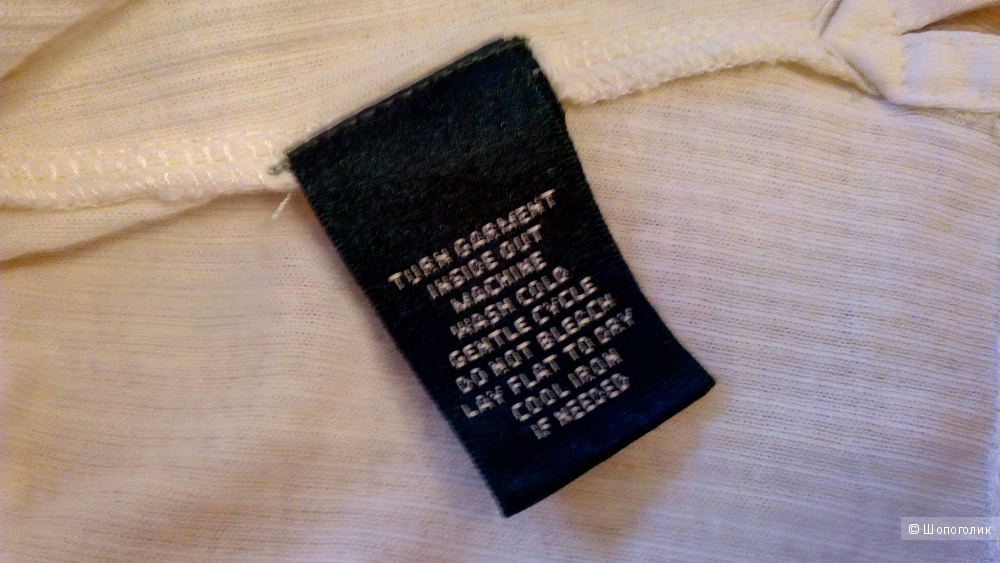 TURN GARMENT
INSIDE OUT
MACHINE
WASH COLD
GENTLE CYCLE
DO NOT BLEACH
LAY FLAT TO DRY
COOL IRON
IF NEEDED
© Шопоголик